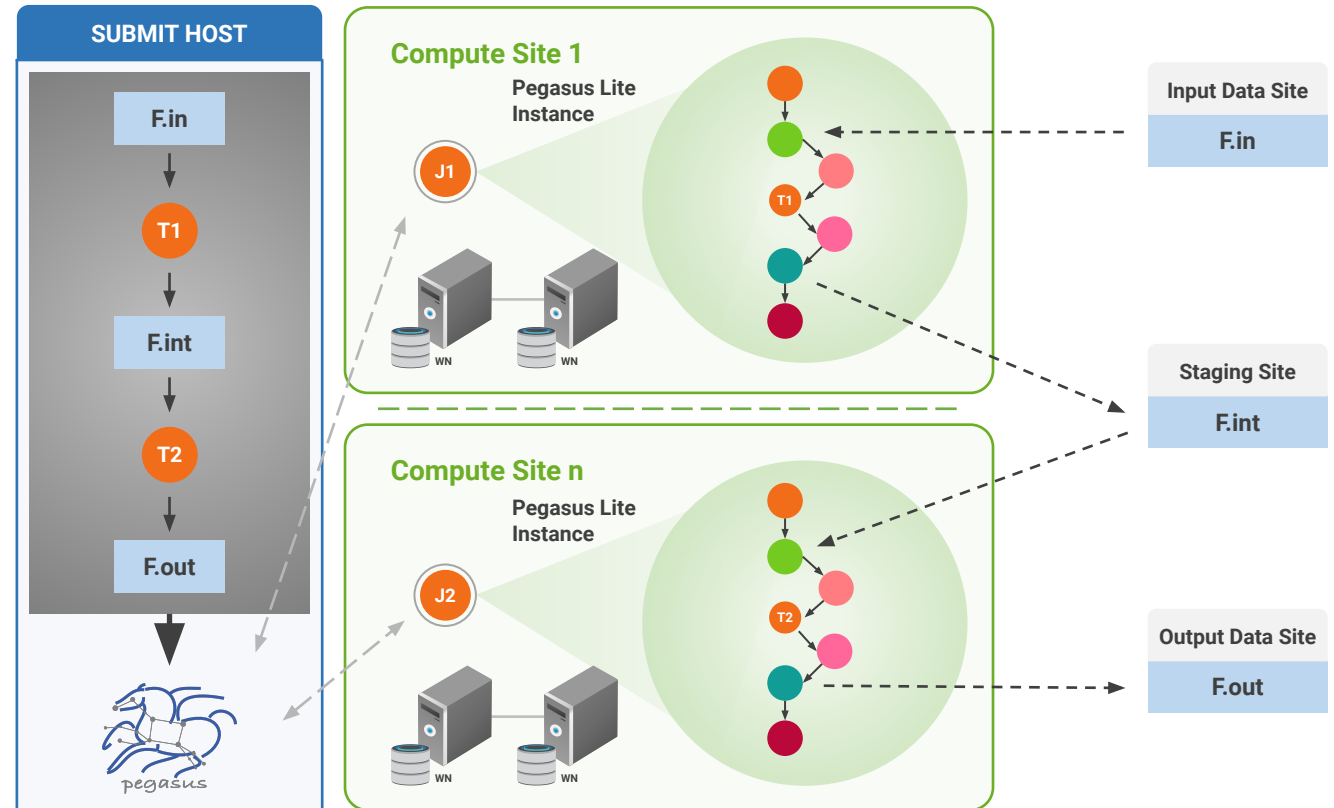 SUBMIT HOST
F.in
T1
F.int
T2
F.out
pegasus
Compute Site 1
Pegasus Lite
Instance
J1
T1
WN
WN
Compute Site n
Pegasus Lite
Instance
J2
T2
WN
WN
Input Data Site
F.in
Staging Site
F.int
Output Data Site
F.out